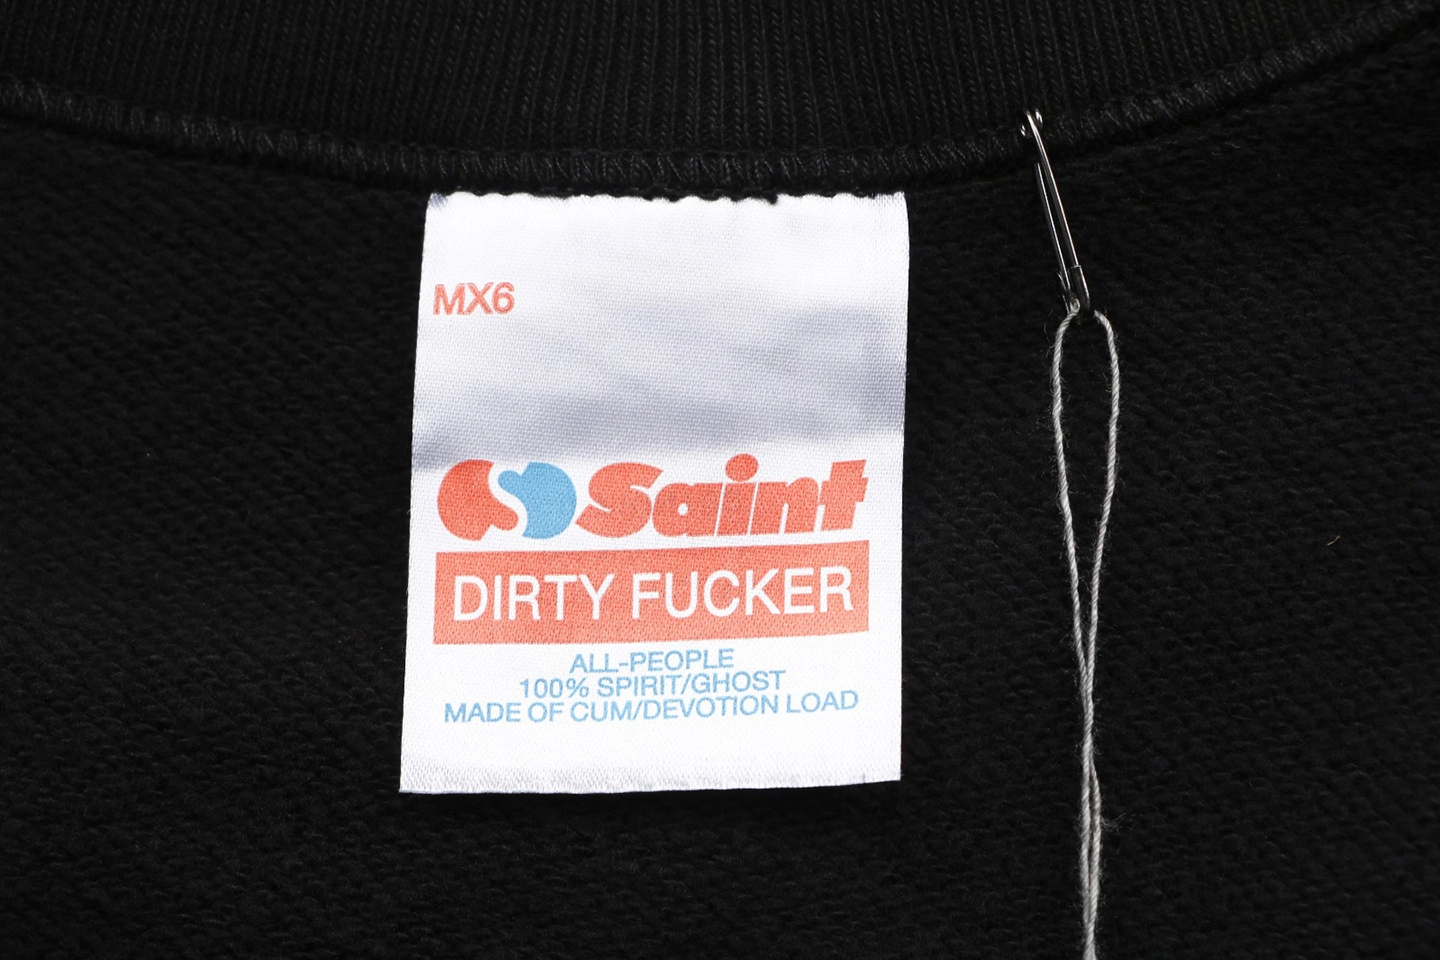 MX6
Saint
DIRTY FUCKER
ALL-PEOPLE
100% SPIRIT/GHOST
MADE OF CUM/DEVOTION LOAD